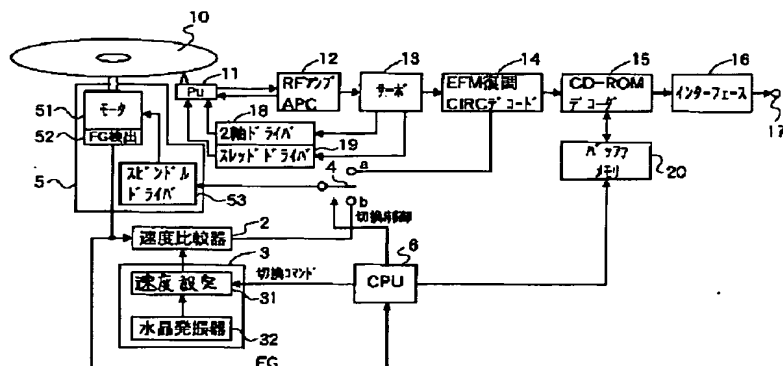 10
12
13
14
15
16
11
Pu
RFアンプ
APC
サーボ
EFM復調
CIRCデコード
CD-ROM
デコーダ
インターフェース
17
51
モータ
52
FG検出
18
2軸ドライバ
スレッドドライバ
19
バッファ
メモリ
20
5
スピンドル
ドライバ
53
4
a
b
切換制御
2
速度比較器
3
6
CPU
速度設定
31
切換コマンド
水晶発振器
32
FG